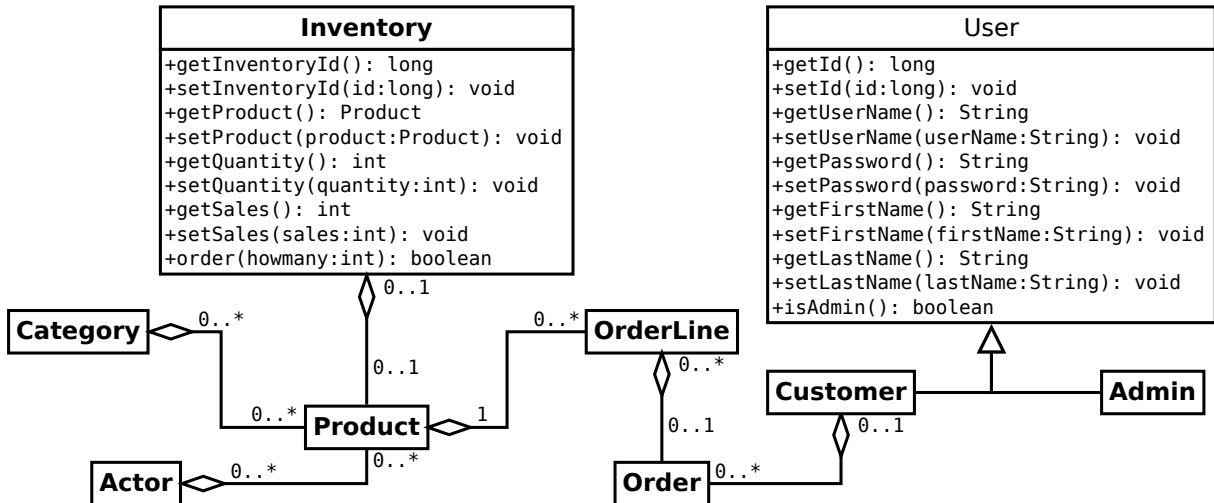 Inventory
+getInventoryId(): long
+setInventoryId(id:long): void
+getProduct(): Product
+setProduct(product:Product): void
+getQuantity(): int
+setQuantity(quantity:int): void
+getSales(): int
+setSales(sales:int): void
+order(howmany:int): boolean
User
+getId(): long
+setId(id:long): void
+getUserName(): String
+setUserName(userName:String): void
+getPassword(): String
+setPassword(password:String): void
+getFirstName(): String
+setFirstName(firstName:String): void
+getLastName(): String
+setLastName(lastName:String): void
+isAdmin(): boolean
0..1
Category
0..*
0..*
OrderLine
0..*
0..1
Customer
Admin
0..*
Product
1
0..1
0..1
Actor
0..*
0..*
Order
0..*